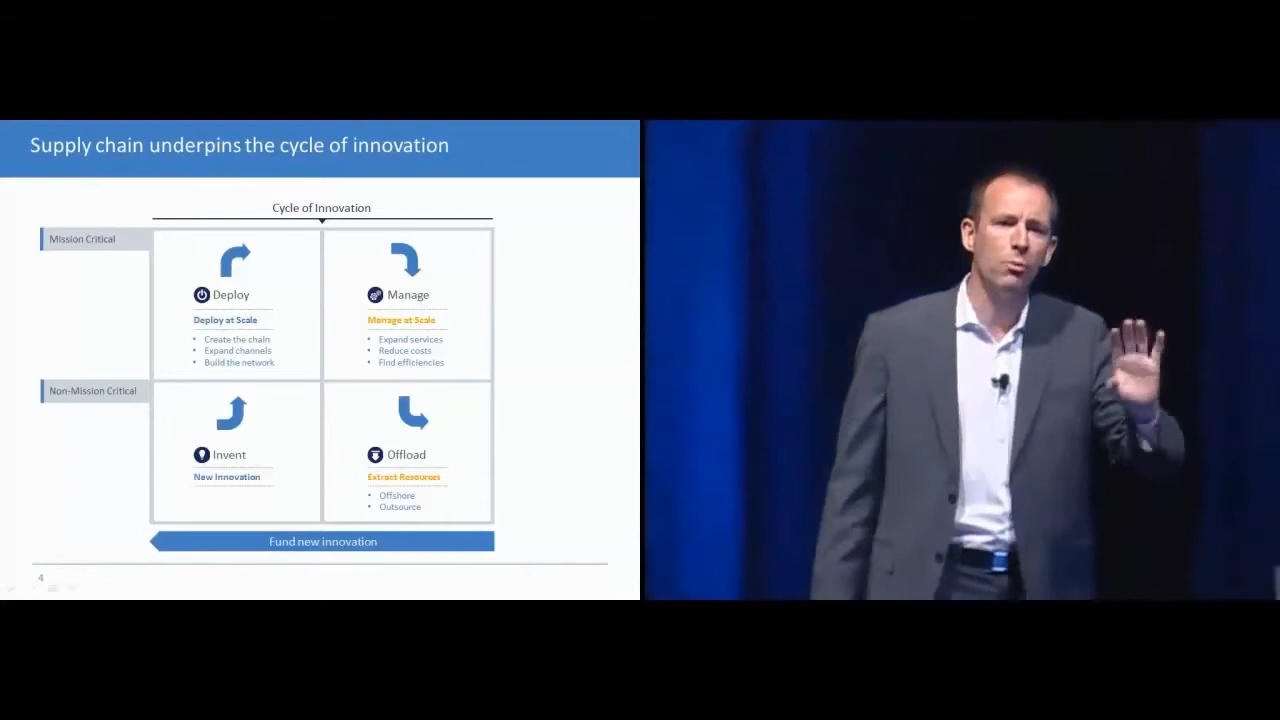 Supply chain underpins the cycle of innovation
Cycle of Innovation
Mission Critical
Deploy
Deploy at Scale
• Create the chain
• Expand channels
• Build the network
Manage
Manage at Scale
• Expand services
• Reduce costs
• Find efficiencies
Non-Mission Critical
Invent
New Innovation
Offload
Extract Resources
• Offshore
• Outsource
Fund new innovation
4